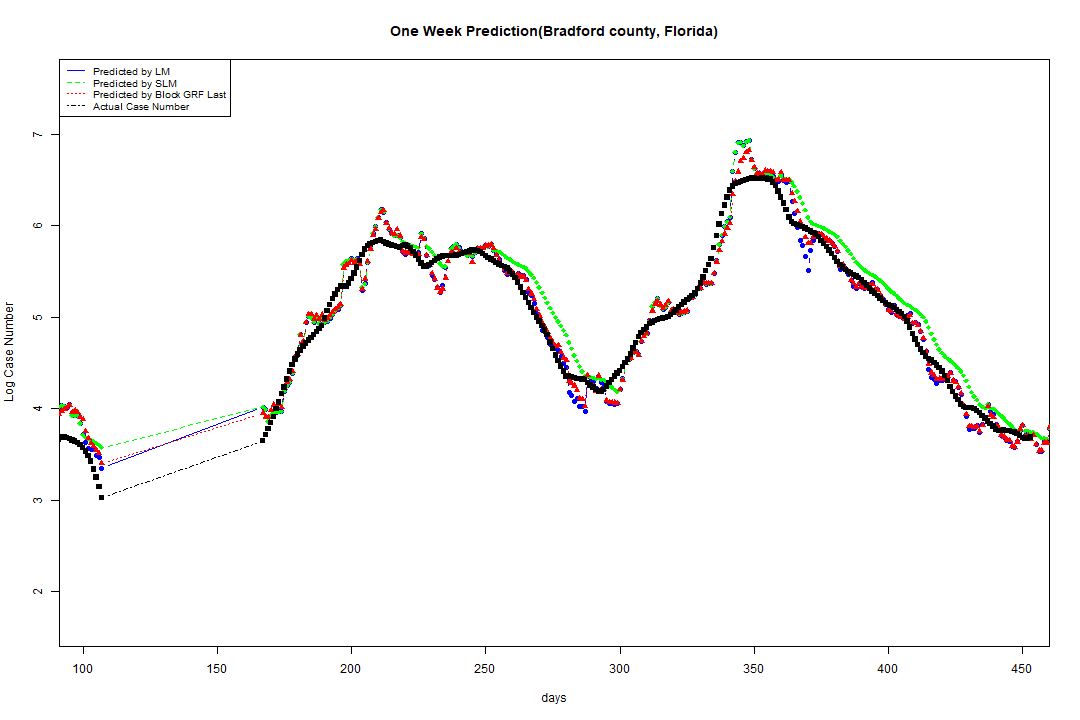 One Week Prediction(Bradford county, Florida)
Predicted by LM
Predicted by SLM
Predicted by Block GRF Last
Actual Case Number
7
6
5
4
3
2
Log Case Number
100 150 200 250 300 350 400 450
days